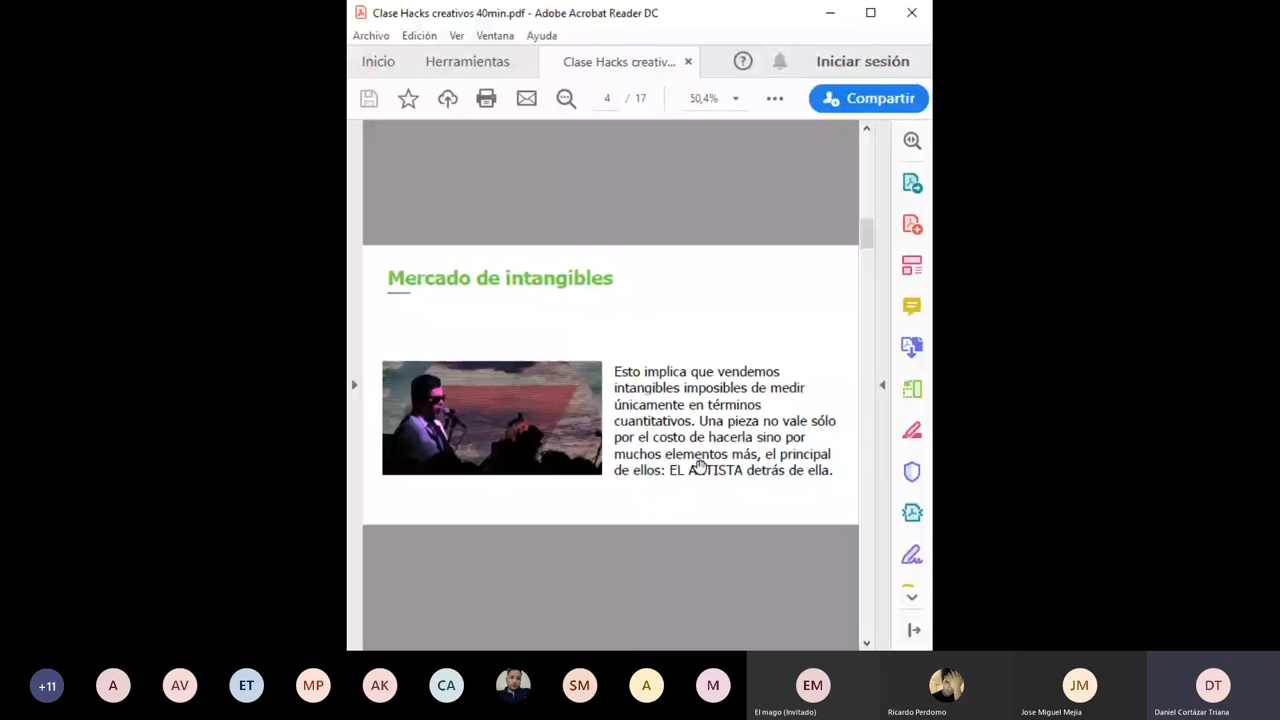 Clase Hacks creativos 40min.pdf - Adobe Acrobat Reader DC
Archivo Edición Ver Ventana Ayuda
Inicio Herramientas Clase Hacks creativ... Iniciar sesión
4 / 17 50,4% Compartir
Mercado de intangibles
Esto implica que vendemos
intangibles imposibles de medir
únicamente en términos
cuantitativos. Una pieza no vale sólo
por el costo de hacerla sino por
muchos elementos más, el principal
de ellos: EL ARTISTA detrás de ella.
+11 A AV ET MP AK CA SM A M EM JM DT
El mago (Invitado) Ricardo Perdomo Jose Miguel Mejia Daniel Cortázar Triana